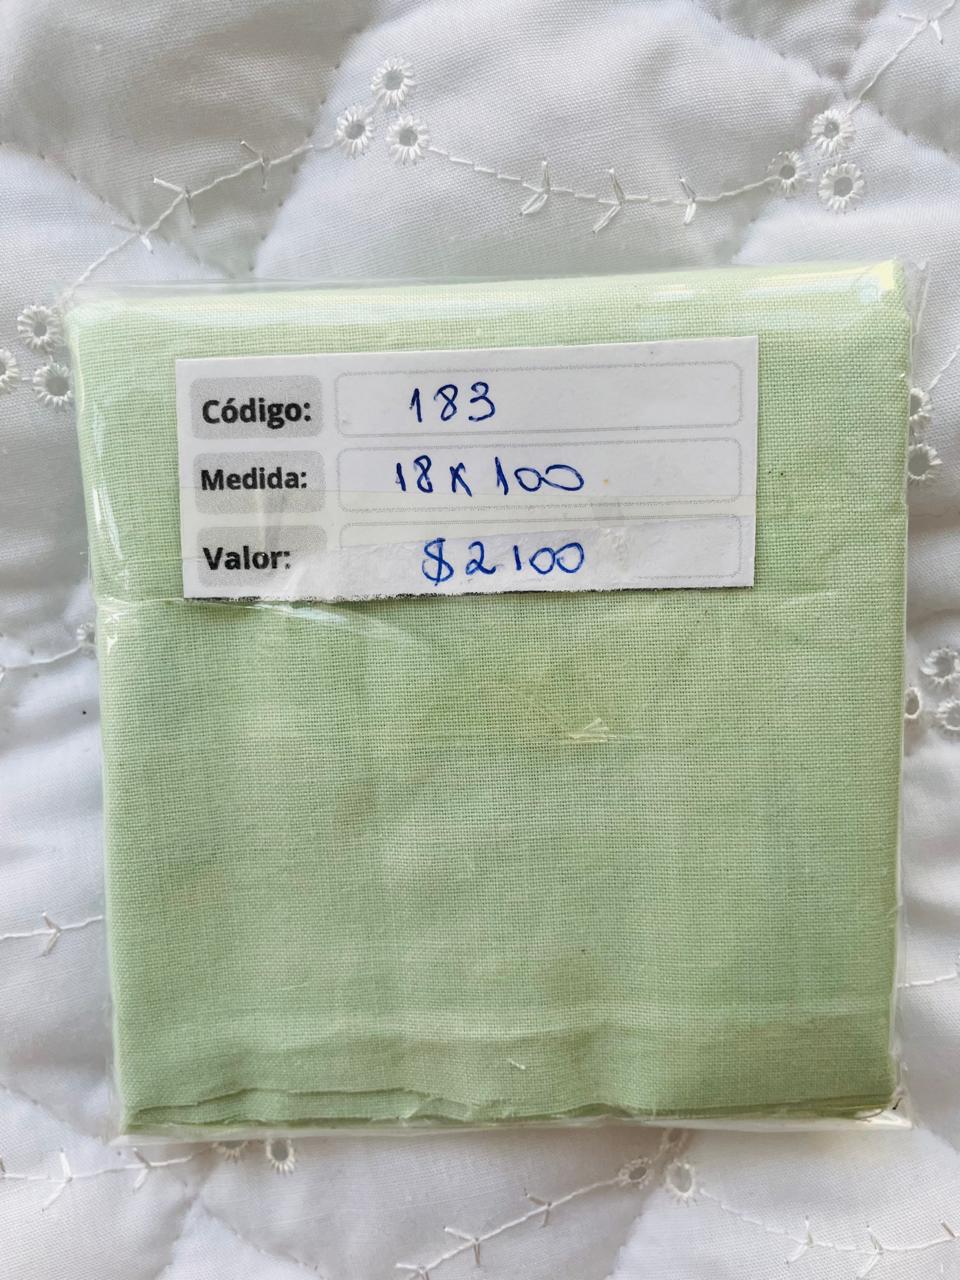 Código: 183
Medida: 18 x 100
Valor: $2100